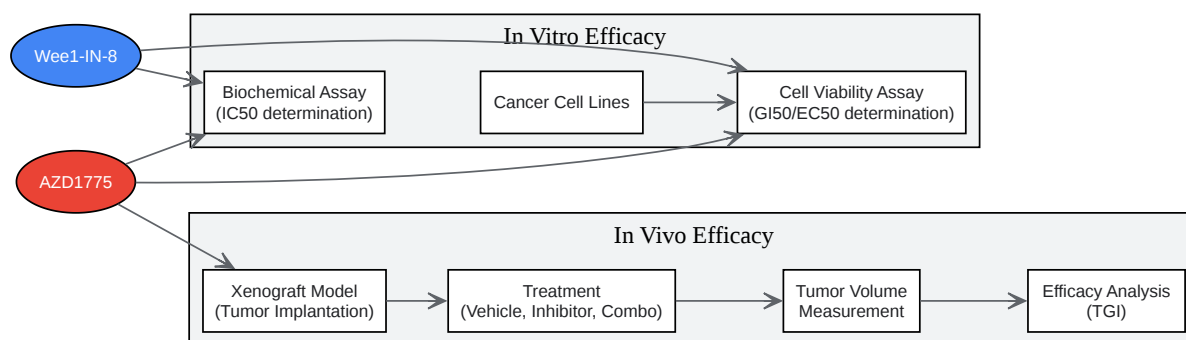 Wee1-IN-8
In Vitro Efficacy
Biochemical Assay
(IC50 determination)
Cancer Cell Lines
Cell Viability Assay
(GI50/EC50 determination)
AZD1775
In Vivo Efficacy
Xenograft Model
(Tumor Implantation)
Treatment
(Vehicle, Inhibitor, Combo)
Tumor Volume
Measurement
Efficacy Analysis
(TGI)